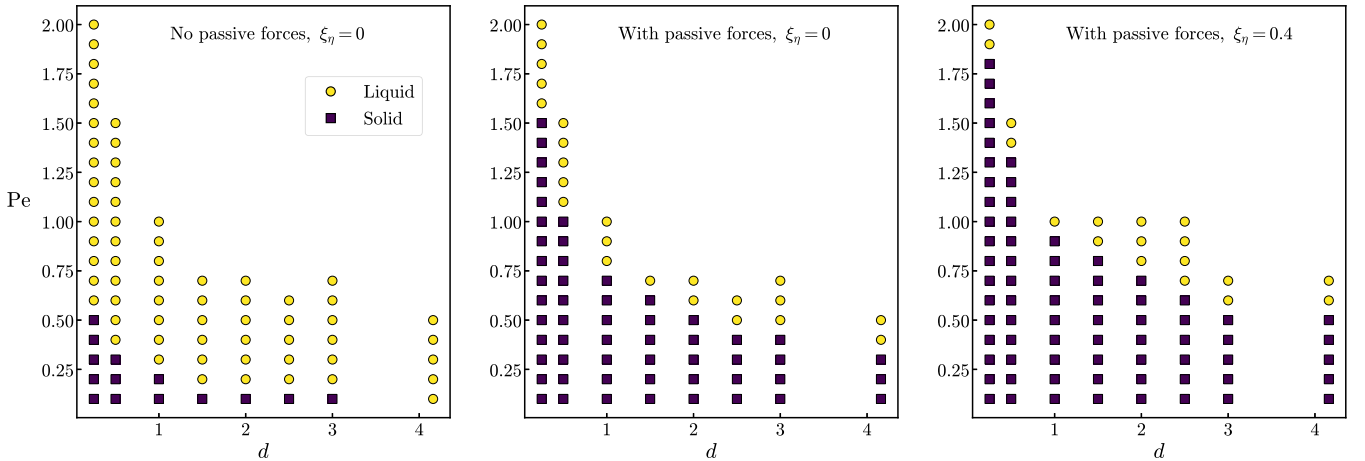 No passive forces, ξη = 0
Liquid
Solid
Pe
2.00
1.75
1.50
1.25
1.00
0.75
0.50
0.25
1 2 3 4
d
With passive forces, ξη = 0
2.00
1.75
1.50
1.25
1.00
0.75
0.50
0.25
1 2 3 4
d
With passive forces, ξη = 0.4
2.00
1.75
1.50
1.25
1.00
0.75
0.50
0.25
1 2 3 4
d